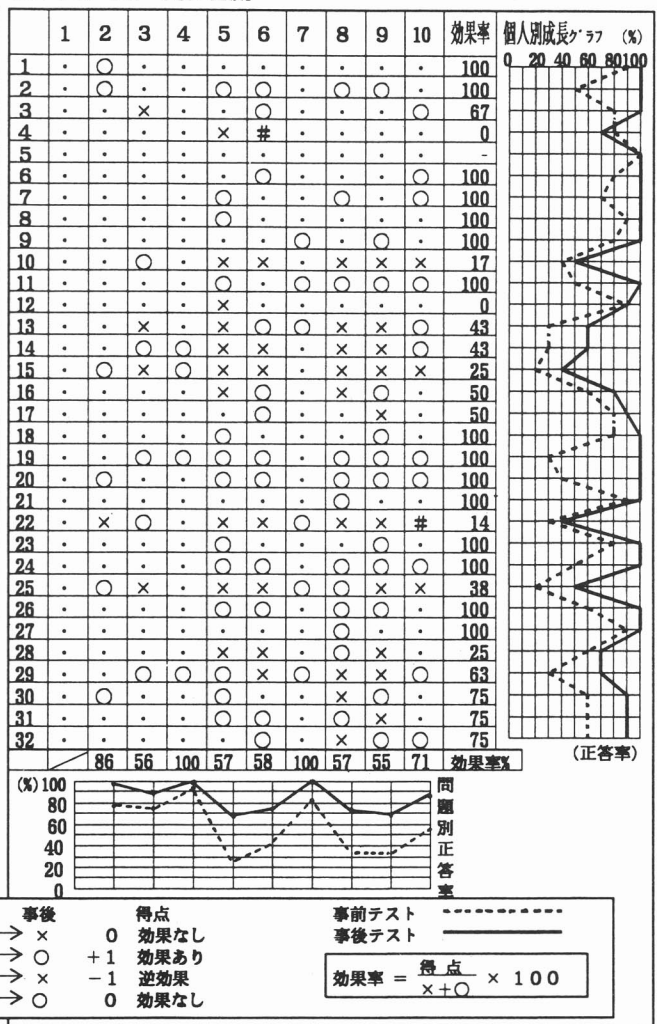 1 2 3 4 5 6 7 8 9 10 効果率 個人別成長グラフ (%)
0 20 40 60 80100
1 · ○ · · · · · · · · 100
2 · ○ · · ○ ○ · ○ ○ · 100
3 · · × · · ○ · · · ○ 67
4 · · · · × # · · · · 0
5 · · · · · · · · · · -
6 · · · · · ○ · · · ○ 100
7 · · · · ○ · · ○ · ○ 100
8 · · · · ○ · · · · · 100
9 · · · · · · ○ · ○ · 100
10 · · ○ · × × · × × × 17
11 · · · · ○ · ○ ○ ○ ○ 100
12 · · · · × · · · · · 0
13 · · × · × ○ ○ × × ○ 43
14 · · ○ ○ × × · × × ○ 43
15 · ○ × ○ × × · × × × 25
16 · · · · × ○ · × ○ · 50
17 · · · · · ○ · · × · 50
18 · · · · ○ · · · ○ · 100
19 · · ○ ○ ○ ○ · ○ ○ ○ 100
20 · ○ · · ○ ○ · ○ ○ ○ 100
21 · · · · · · · ○ · · 100
22 · × ○ · × × ○ × × # 14
23 · · · · ○ · · · ○ · 100
24 · · · · ○ ○ · ○ ○ ○ 100
25 · ○ × · × × ○ ○ × × 38
26 · · · · ○ ○ · ○ ○ · 100
27 · · · · · · · ○ · · 100
28 · · · · × × · ○ × · 25
29 · · ○ ○ ○ × ○ × × ○ 63
30 · ○ · · ○ · · × ○ · 75
31 · · · · ○ ○ · ○ × · 75
32 · · · · · ○ · × ○ ○ 75
86 56 100 57 58 100 57 55 71 効果率%
(正答率)
(%) 100
80
60
40
20
0
問題別正答率
事後 得点
→ × 0 効果なし
→ ○ +1 効果あり
→ × -1 逆効果
→ ○ 0 効果なし
事前テスト
事後テスト
効果率 = 得点 / ×+○ × 100